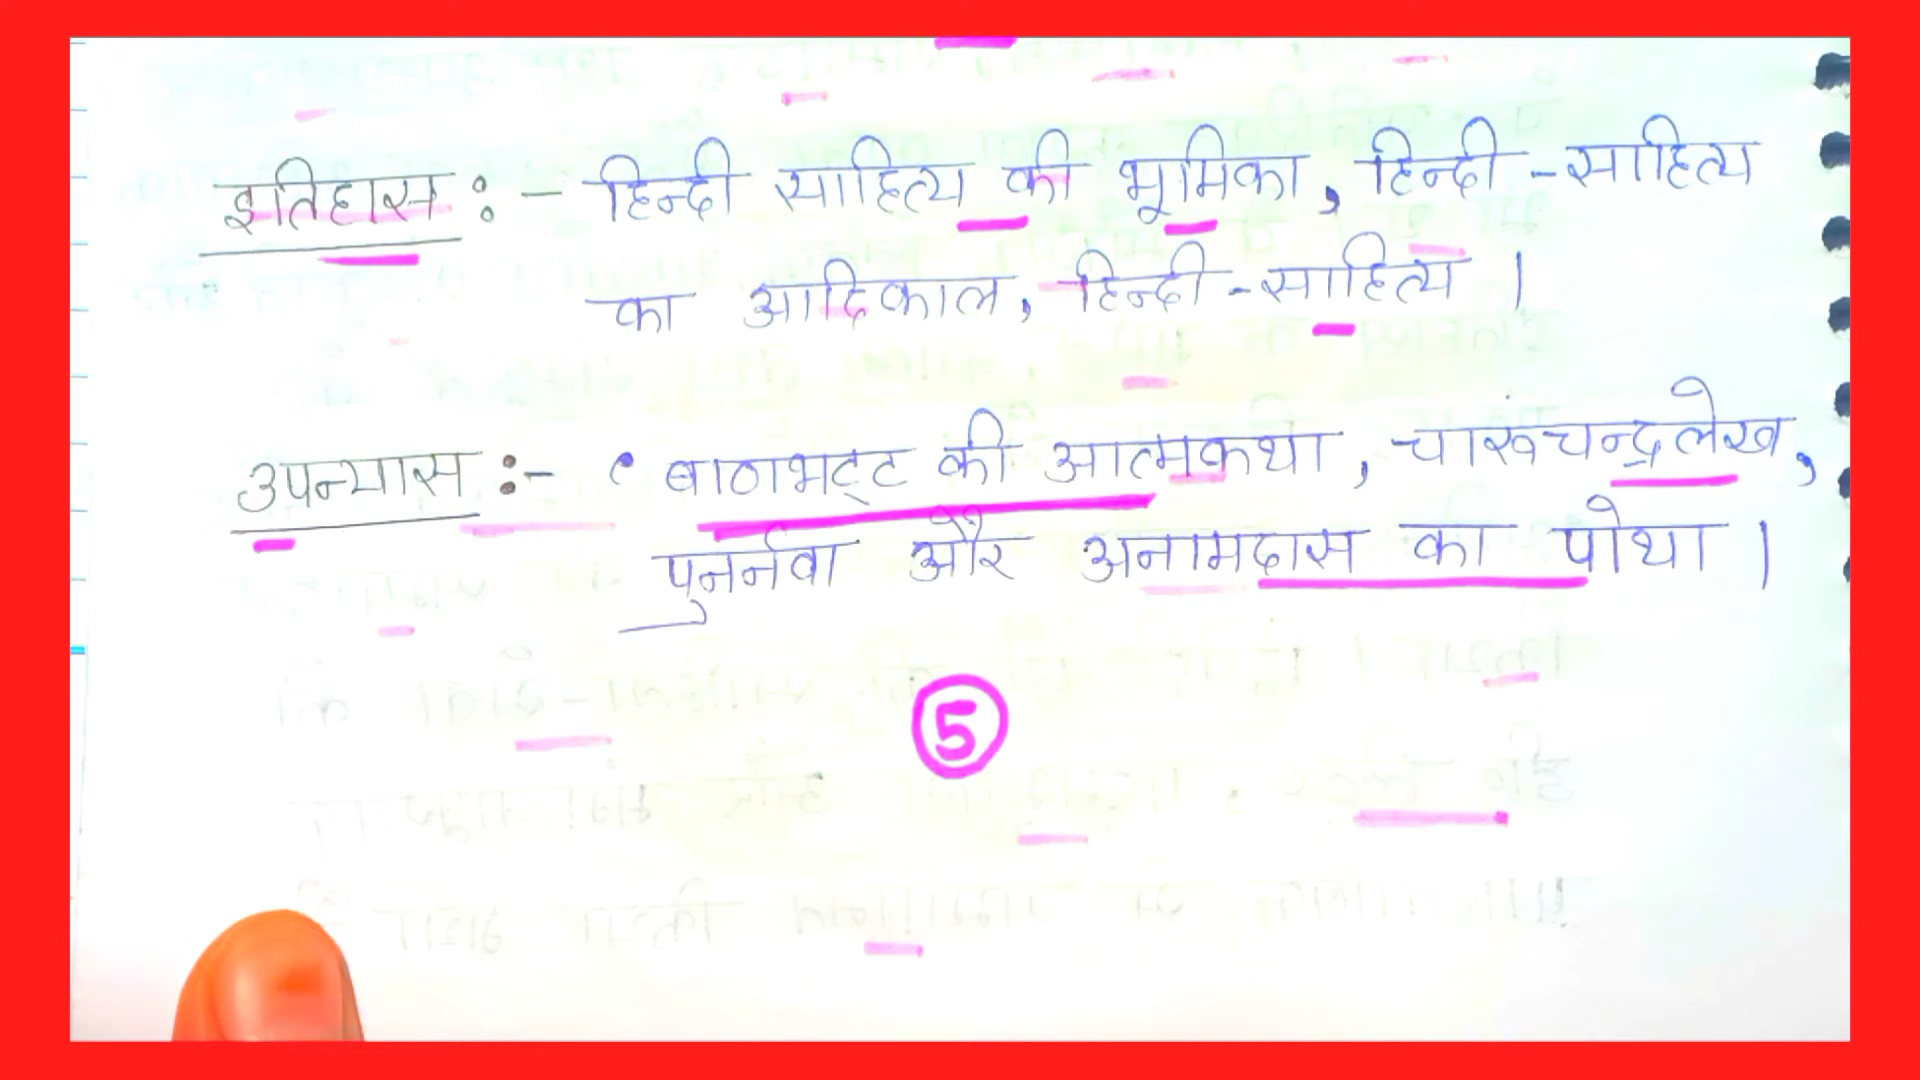 इतिहास :- हिन्दी साहित्य की भूमिका, हिन्दी - साहित्य
का आदिकाल, हिन्दी - साहित्य ।
उपन्यास :- बाणभट्ट की आत्मकथा, चारुचन्द्रलेख,
पुनर्नवा और अनामदास का पोथा ।
5